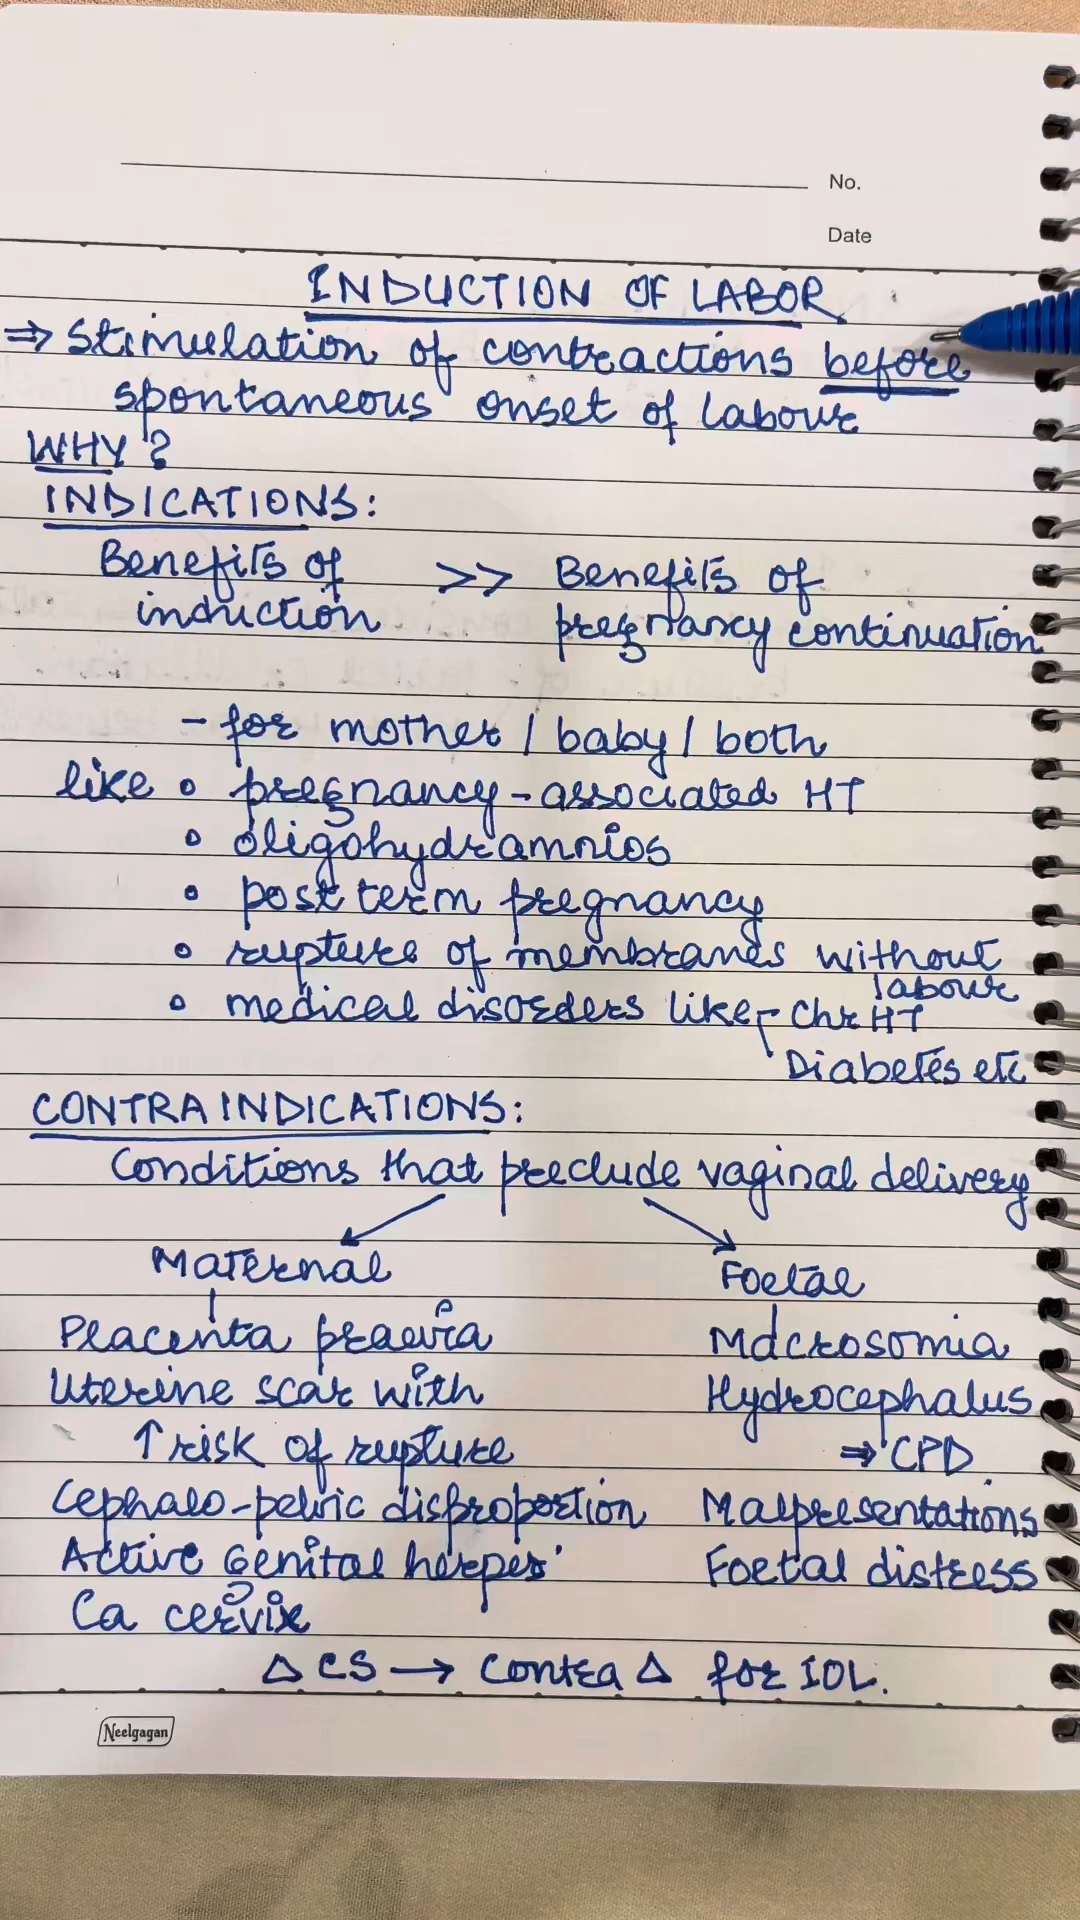 No.
Date
INDUCTION OF LABOR
⇒ Stimulation of contractions before
spontaneous onset of labour
WHY?
INDICATIONS:
Benefits of >> Benefits of
induction pregnancy continuation
- for mother / baby / both
like • pregnancy-associated HT
• oligohydramnios
• post term pregnancy
• rupture of membranes without
labour
• medical disorders like Chr HT
Diabetes etc
CONTRAINDICATIONS:
Conditions that preclude vaginal delivery
Maternal Foetal
Placenta praevia Macrosomia
Uterine scar with Hydrocephalus
↑ risk of rupture ⇒ CPD
Cephalo-pelvic disproportion Malpresentations
Active Genital herpes Foetal distress
Ca cervix
Δ CS → Contra Δ for IOL.
Neelgagan